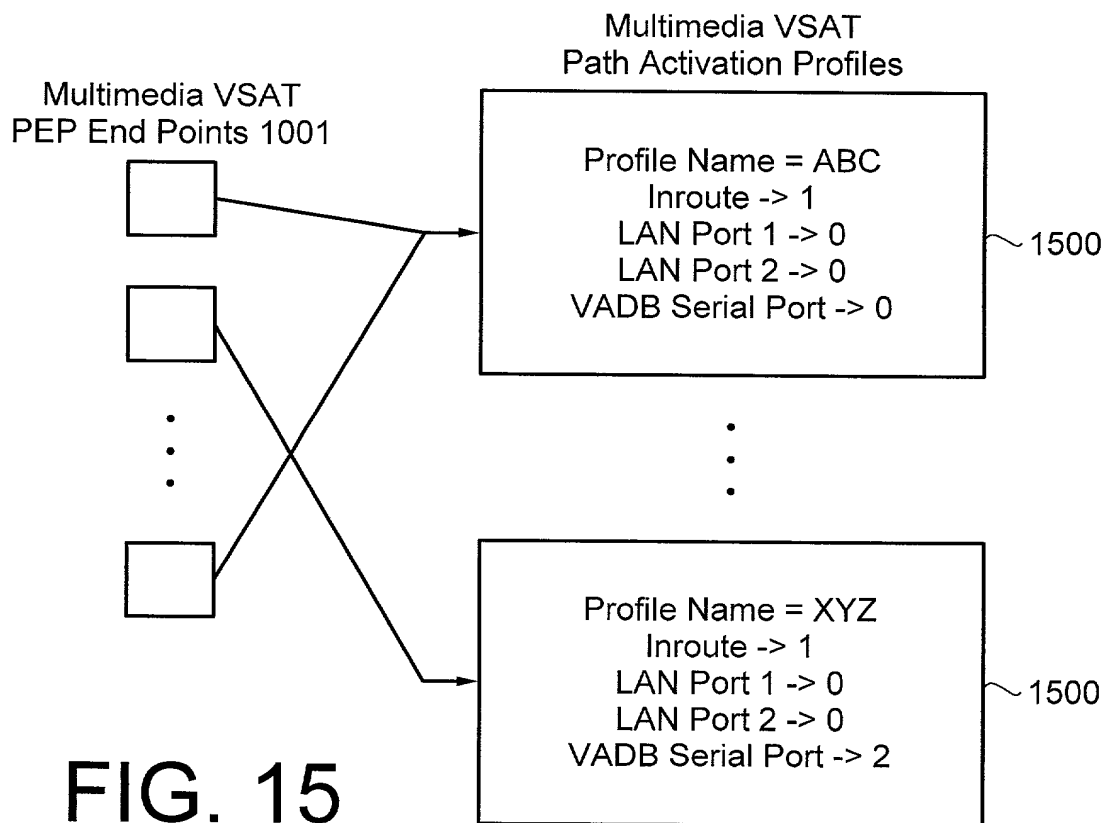 Multimedia VSAT
PEP End Points 1001
Multimedia VSAT
Path Activation Profiles
Profile Name = ABC
Inroute -> 1
LAN Port 1 -> 0
LAN Port 2 -> 0
VADB Serial Port -> 0
1500
Profile Name = XYZ
Inroute -> 1
LAN Port 1 -> 0
LAN Port 2 -> 0
VADB Serial Port -> 2
1500
FIG. 15